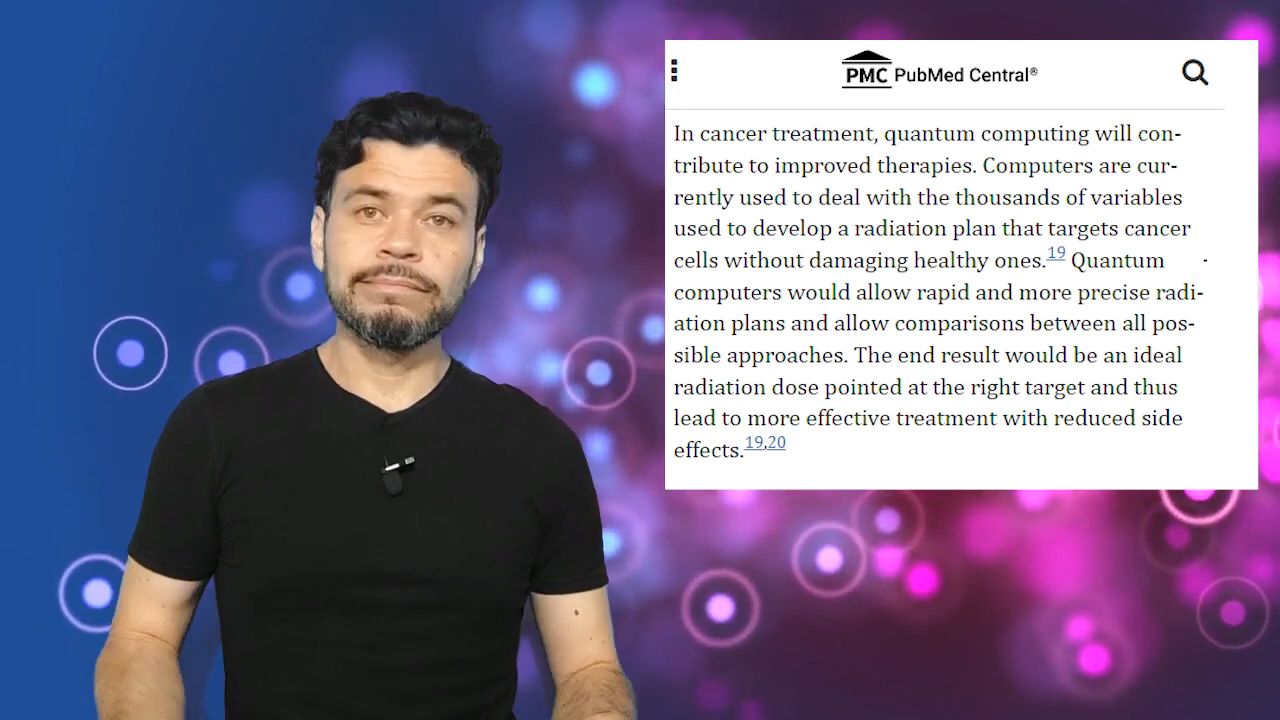 PMC PubMed Central®
In cancer treatment, quantum computing will con-
tribute to improved therapies. Computers are cur-
rently used to deal with the thousands of variables
used to develop a radiation plan that targets cancer
cells without damaging healthy ones.19 Quantum
computers would allow rapid and more precise radi-
ation plans and allow comparisons between all pos-
sible approaches. The end result would be an ideal
radiation dose pointed at the right target and thus
lead to more effective treatment with reduced side
effects.19,20